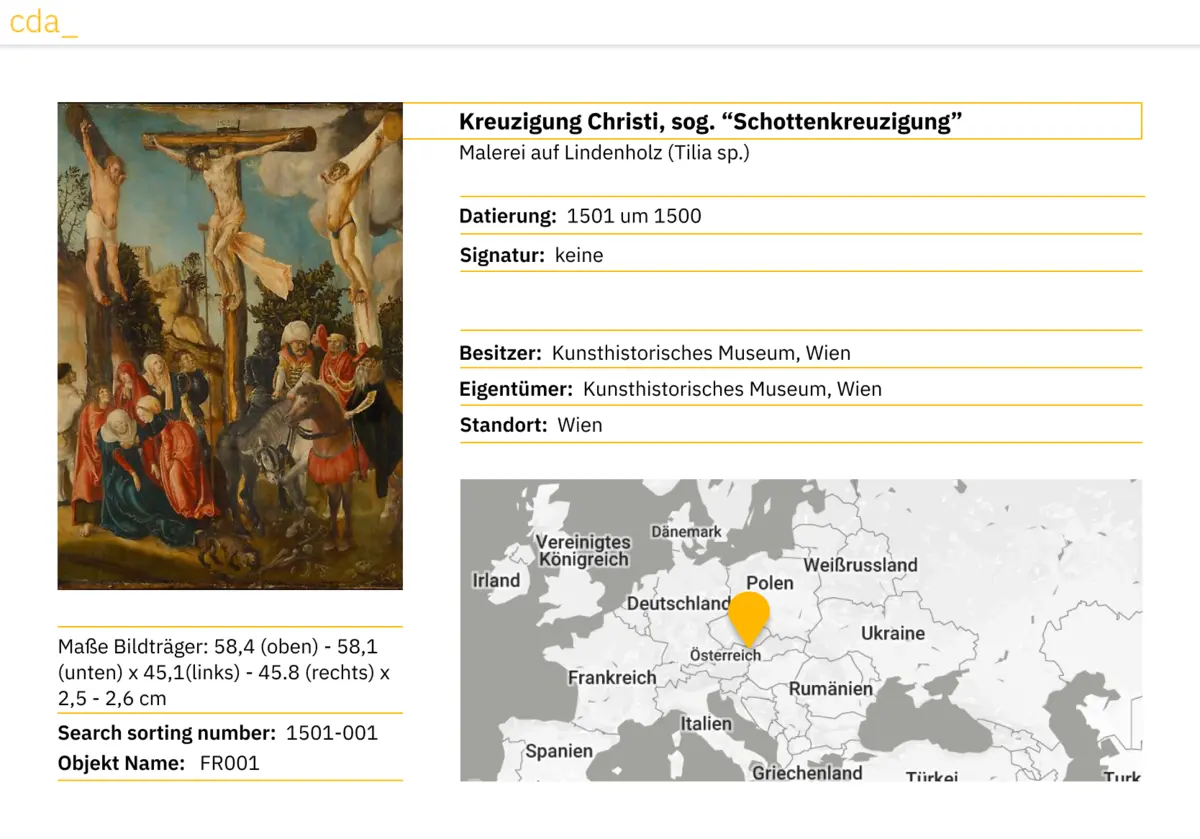 cda_
Kreuzigung Christi, sog. “Schottenkreuzigung”
Malerei auf Lindenholz (Tilia sp.)
Datierung: 1501 um 1500
Signatur: keine
Besitzer: Kunsthistorisches Museum, Wien
Eigentümer: Kunsthistorisches Museum, Wien
Standort: Wien
Maße Bildträger: 58,4 (oben) - 58,1
(unten) x 45,1(links) - 45.8 (rechts) x
2,5 - 2,6 cm
Search sorting number: 1501-001
Objekt Name: FR001
Dänemark
Vereinigtes
Königreich
Irland
Weißrussland
Polen
Deutschland
Ukraine
Österreich
Frankreich
Rumänien
Italien
Spanien
Griechenland
Türkei
Turk